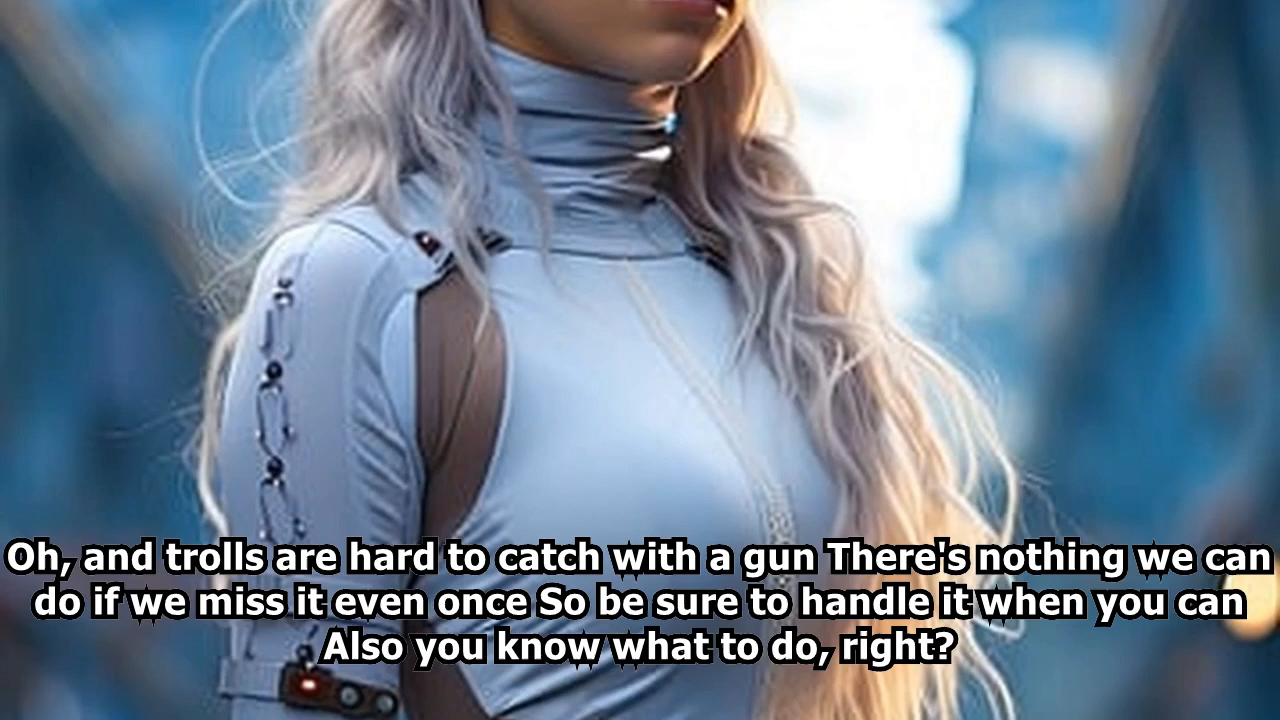 Oh, and trolls are hard to catch with a gun There's nothing we can
do if we miss it even once So be sure to handle it when you can
Also you know what to do, right?